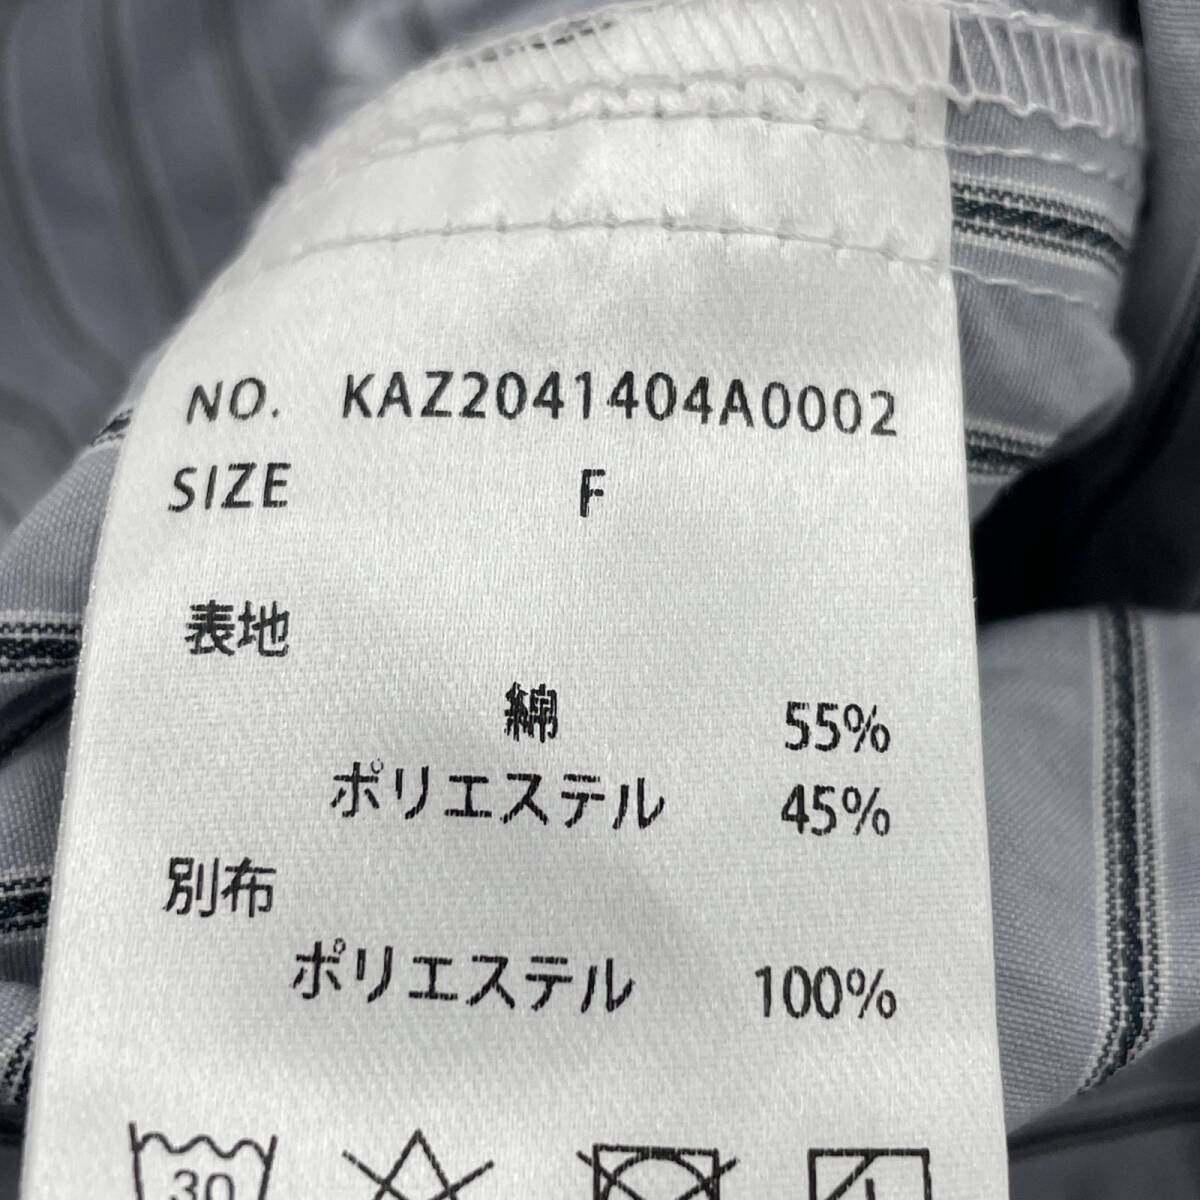 NO. KAZ2041404A0002
SIZE F
表地
綿 55%
ポリエステル 45%
別布
ポリエステル 100%
30